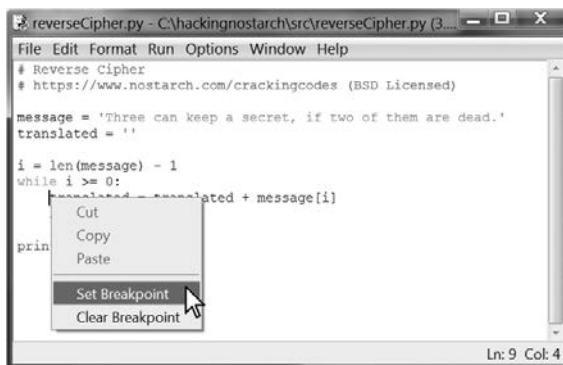 reverseCipher.py - C:\hackingnostarch\src\reverseCipher.py (3....
File Edit Format Run Options Window Help
# Reverse Cipher
# https://www.nostarch.com/crackingcodes (BSD Licensed)
message = 'Three can keep a secret, if two of them are dead.'
translated = ''
i = len(message) - 1
while i >= 0:
translated = translated + message[i]
Cut
Copy
prin
Paste
Set Breakpoint
Clear Breakpoint
Ln: 9 Col: 4